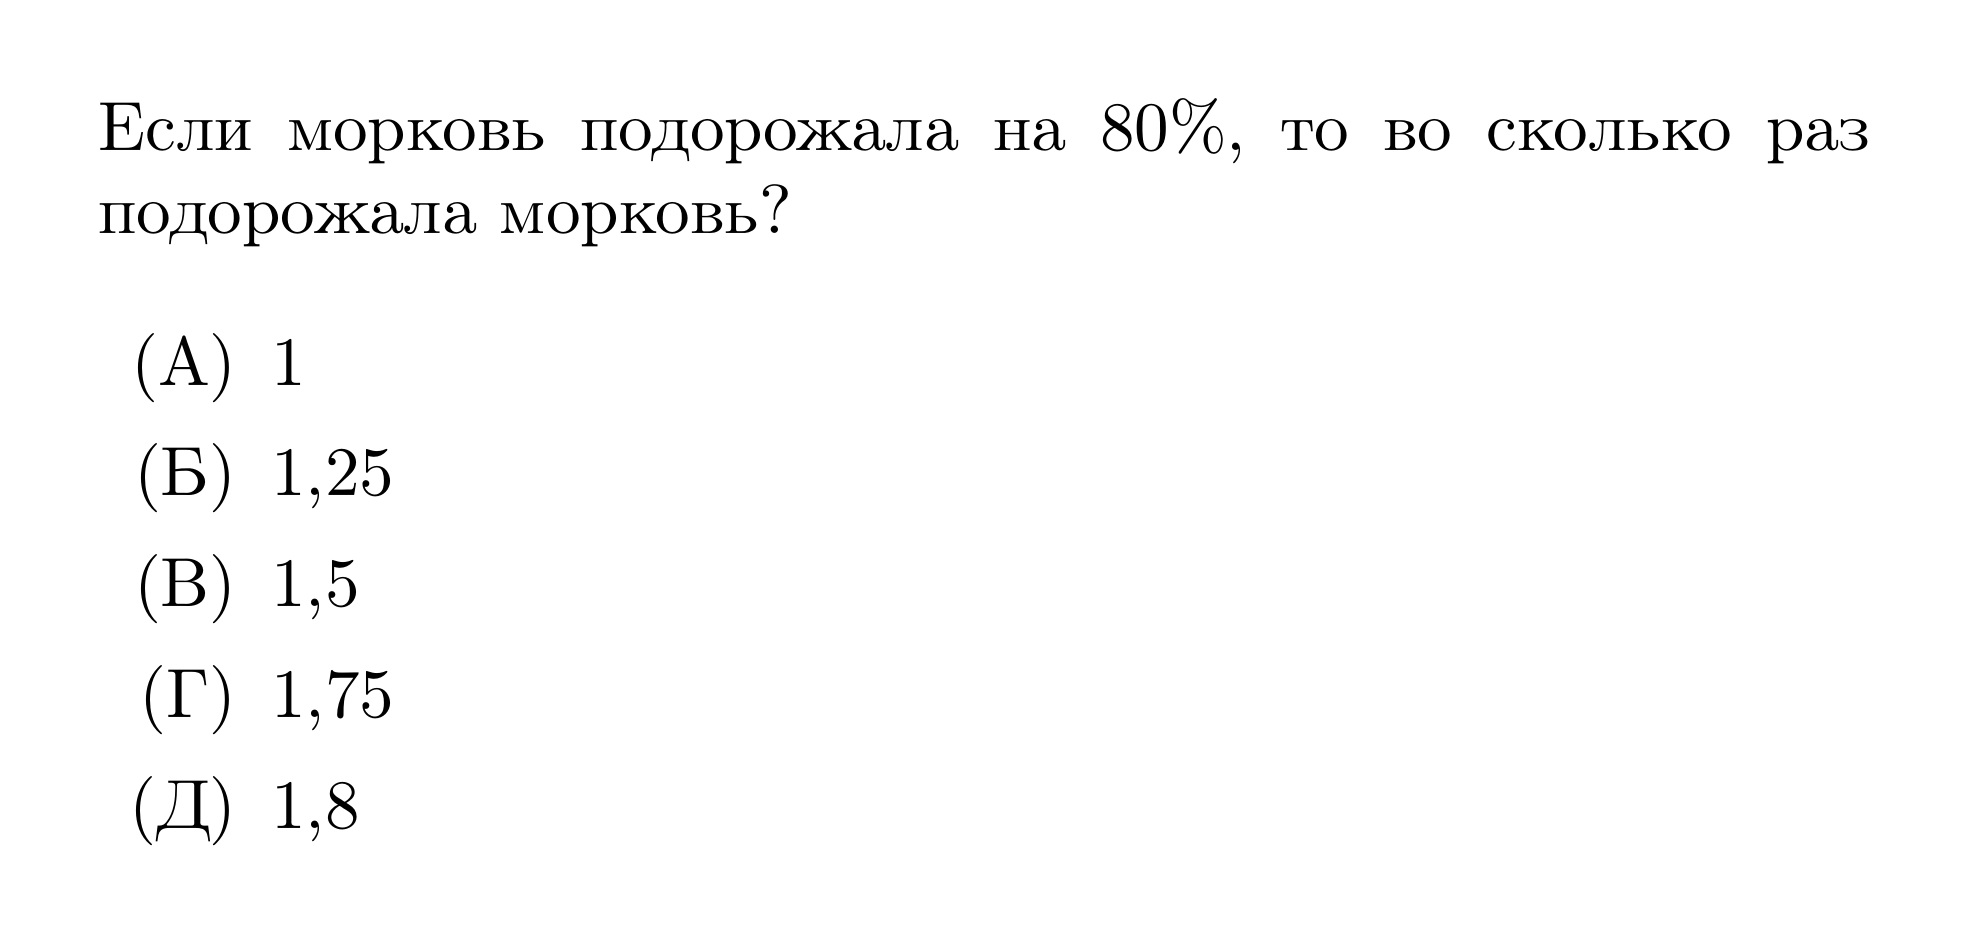 Если морковь подорожала на 80%, то во сколько раз
подорожала морковь?
(А) 1
(Б) 1,25
(В) 1,5
(Г) 1,75
(Д) 1,8